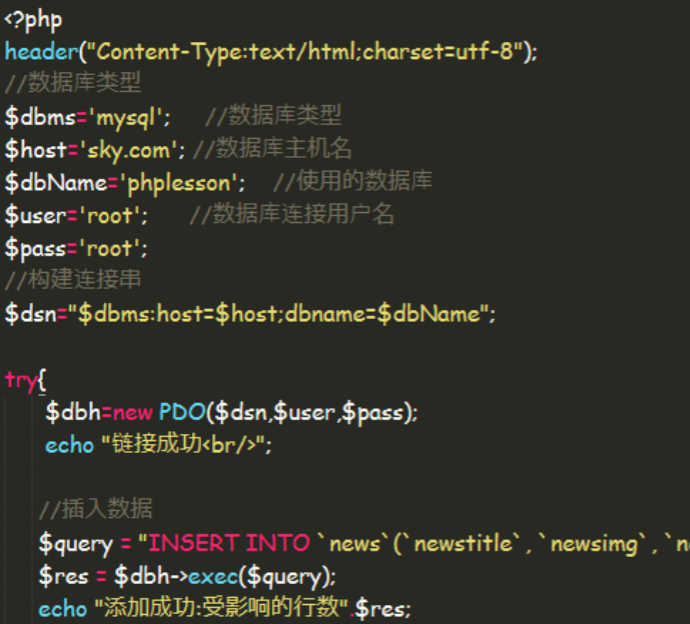 <?php
header("Content-Type:text/html;charset=utf-8");
//数据库类型
$dbms='mysql'; //数据库类型
$host='sky.com'; //数据库主机名
$dbName='phplesson'; //使用的数据库
$user='root'; //数据库连接用户名
$pass='root';
//构建连接串
$dsn="$dbms:host=$host;dbname=$dbName";
try{
$dbh=new PDO($dsn,$user,$pass);
echo "链接成功<br/>";
//插入数据
$query = "INSERT INTO `news`(`newstitle`,`newsimg`,`
$res = $dbh->exec($query);
echo "添加成功:受影响的行数".$res;